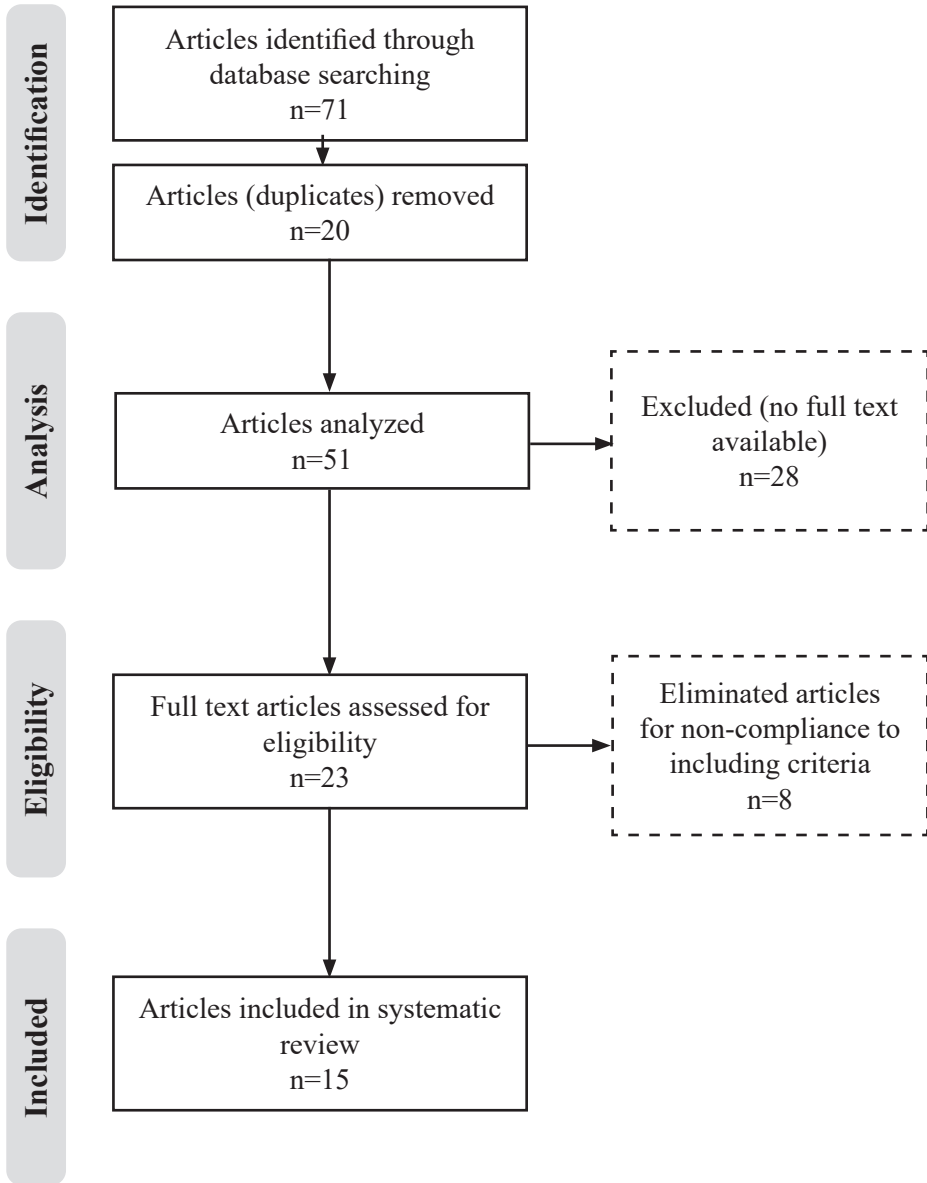 Identification
Articles identified through
database searching
n=71
Articles (duplicates) removed
n=20
Analysis
Articles analyzed
n=51
Excluded (no full text
available)
n=28
Eligibility
Full text articles assessed for
eligibility
n=23
Eliminated articles
for non-compliance to
including criteria
n=8
Included
Articles included in systematic
review
n=15